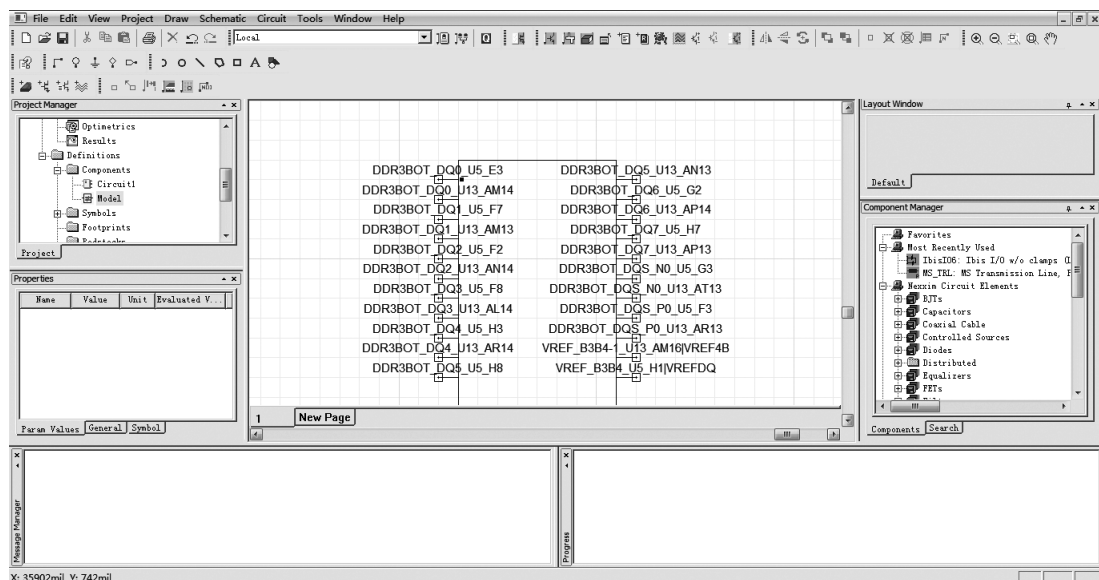 File Edit View Project Draw Schematic Circuit Tools Window Help
Local
Project Manager
Optimetrics
Results
Definitions
Components
Circuit1
Model
Symbols
Footprints
Padstacks
Project
Properties
Name Value Unit Evaluated V...
Param Values General Symbol
DDR3BOT_DQ0_U5_E3 DDR3BOT_DQ5_U13_AN13
DDR3BOT_DQ0_U13_AM14 DDR3BOT_DQ6_U5_G2
DDR3BOT_DQ1_U5_F7 DDR3BOT_DQ6_U13_AP14
DDR3BOT_DQ1_U13_AM13 DDR3BOT_DQ7_U5_H7
DDR3BOT_DQ2_U5_F2 DDR3BOT_DQ7_U13_AP13
DDR3BOT_DQ2_U13_AN14 DDR3BOT_DQS_N0_U5_G3
DDR3BOT_DQ3_U5_F8 DDR3BOT_DQS_N0_U13_AT13
DDR3BOT_DQ3_U13_AL14 DDR3BOT_DQS_P0_U5_F3
DDR3BOT_DQ4_U5_H3 DDR3BOT_DQS_P0_U13_AR13
DDR3BOT_DQ4_U13_AR14 VREF_B3B4-1_U13_AM16|VREF4B
DDR3BOT_DQ5_U5_H8 VREF_B3B4_U5_H1|VREFDQ
1 New Page
Layout Window
Default
Component Manager
Favorites
Most Recently Used
IbisIO6: Ibis I/O w/o clamps (I
MS_TRL: MS Transmission Line, P
Nexxim Circuit Elements
BJTs
Capacitors
Coaxial Cable
Controlled Sources
Diodes
Distributed
Equalizers
FETs
Components Search
Message Manager
Progress
X: 35902mil Y: 742mil